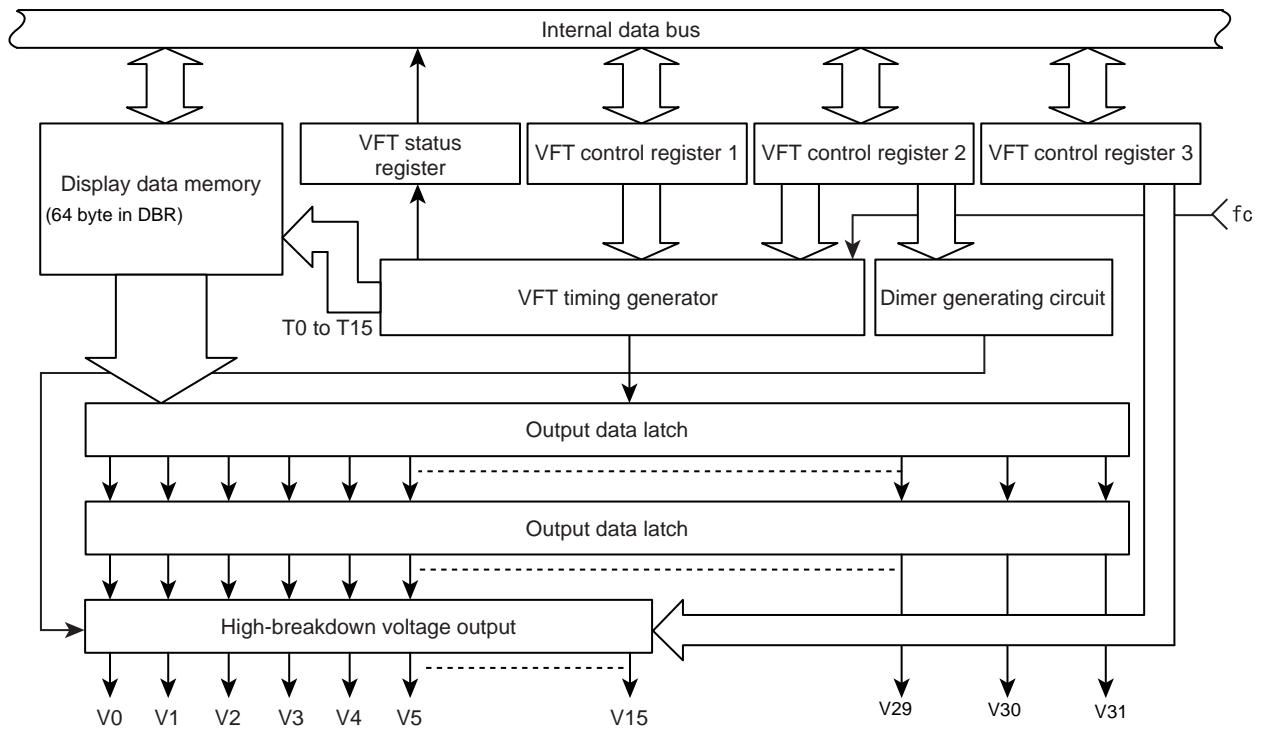 Internal data bus
VFT status
register
VFT control register 1
VFT control register 2
VFT control register 3
Display data memory
(64 byte in DBR)
fc
VFT timing generator
Dimer generating circuit
T0 to T15
Output data latch
Output data latch
High-breakdown voltage output
V0 V1 V2 V3 V4 V5 V15 V29 V30 V31